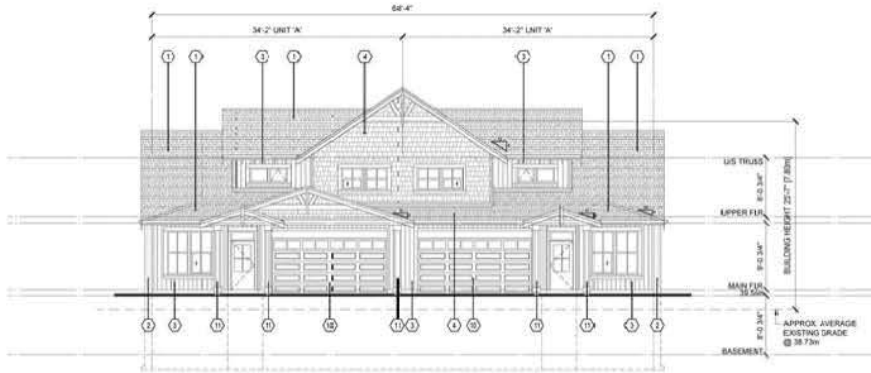 64'-4"
34'-2" UNIT 'A' 34'-2" UNIT 'A'
1 1 3 1 4 3 1 1
U/S TRUSS
8'-0 3/4"
UPPER FLR
9'-0 3/4"
BUILDING HEIGHT 25'-7" [7.80m]
MAIN FLR
39.59m
2 3 11 11 10 11 3 4 10 11 11 3 2
8'-0 3/4"
APPROX. AVERAGE
EXISTING GRADE
@ 38.73m
BASEMENT